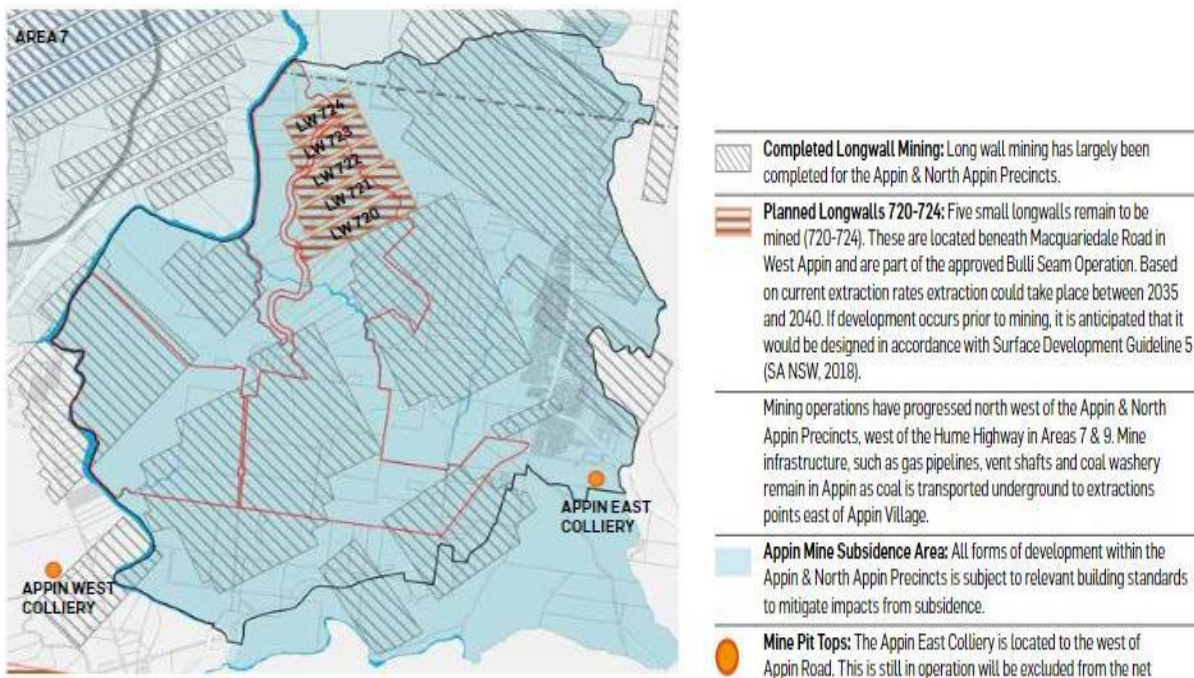 AREA 7
LW 724
LW 723
LW 722
LW 721
LW 720
APPIN EAST
COLLIERY
APPIN WEST
COLLIERY
Completed Longwall Mining: Long wall mining has largely been
completed for the Appin & North Appin Precincts.
Planned Longwalls 720-724: Five small longwalls remain to be
mined (720-724). These are located beneath Macquariedale Road in
West Appin and are part of the approved Bulli Seam Operation. Based
on current extraction rates extraction could take place between 2035
and 2040. If development occurs prior to mining, it is anticipated that it
would be designed in accordance with Surface Development Guideline 5
(SA NSW, 2018).
Mining operations have progressed north west of the Appin & North
Appin Precincts, west of the Hume Highway in Areas 7 & 9. Mine
infrastructure, such as gas pipelines, vent shafts and coal washery
remain in Appin as coal is transported underground to extractions
points east of Appin Village.
Appin Mine Subsidence Area: All forms of development within the
Appin & North Appin Precincts is subject to relevant building standards
to mitigate impacts from subsidence.
Mine Pit Tops: The Appin East Colliery is located to the west of
Appin Road. This is still in operation will be excluded from the net